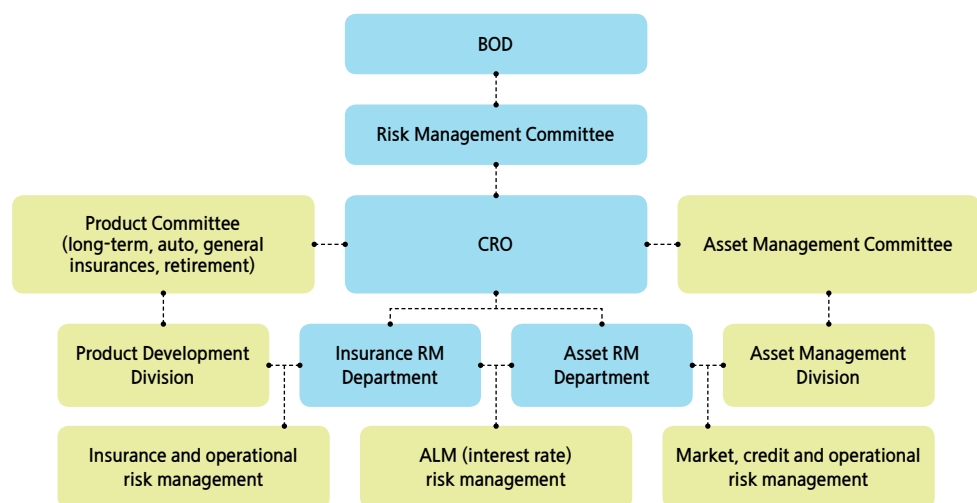 BOD
Risk Management Committee
Product Committee
(long-term, auto, general
insurances, retirement)
CRO
Asset Management Committee
Product Development
Division
Insurance RM
Department
Asset RM
Department
Asset Management
Division
Insurance and operational
risk management
ALM (interest rate)
risk management
Market, credit and operational
risk management